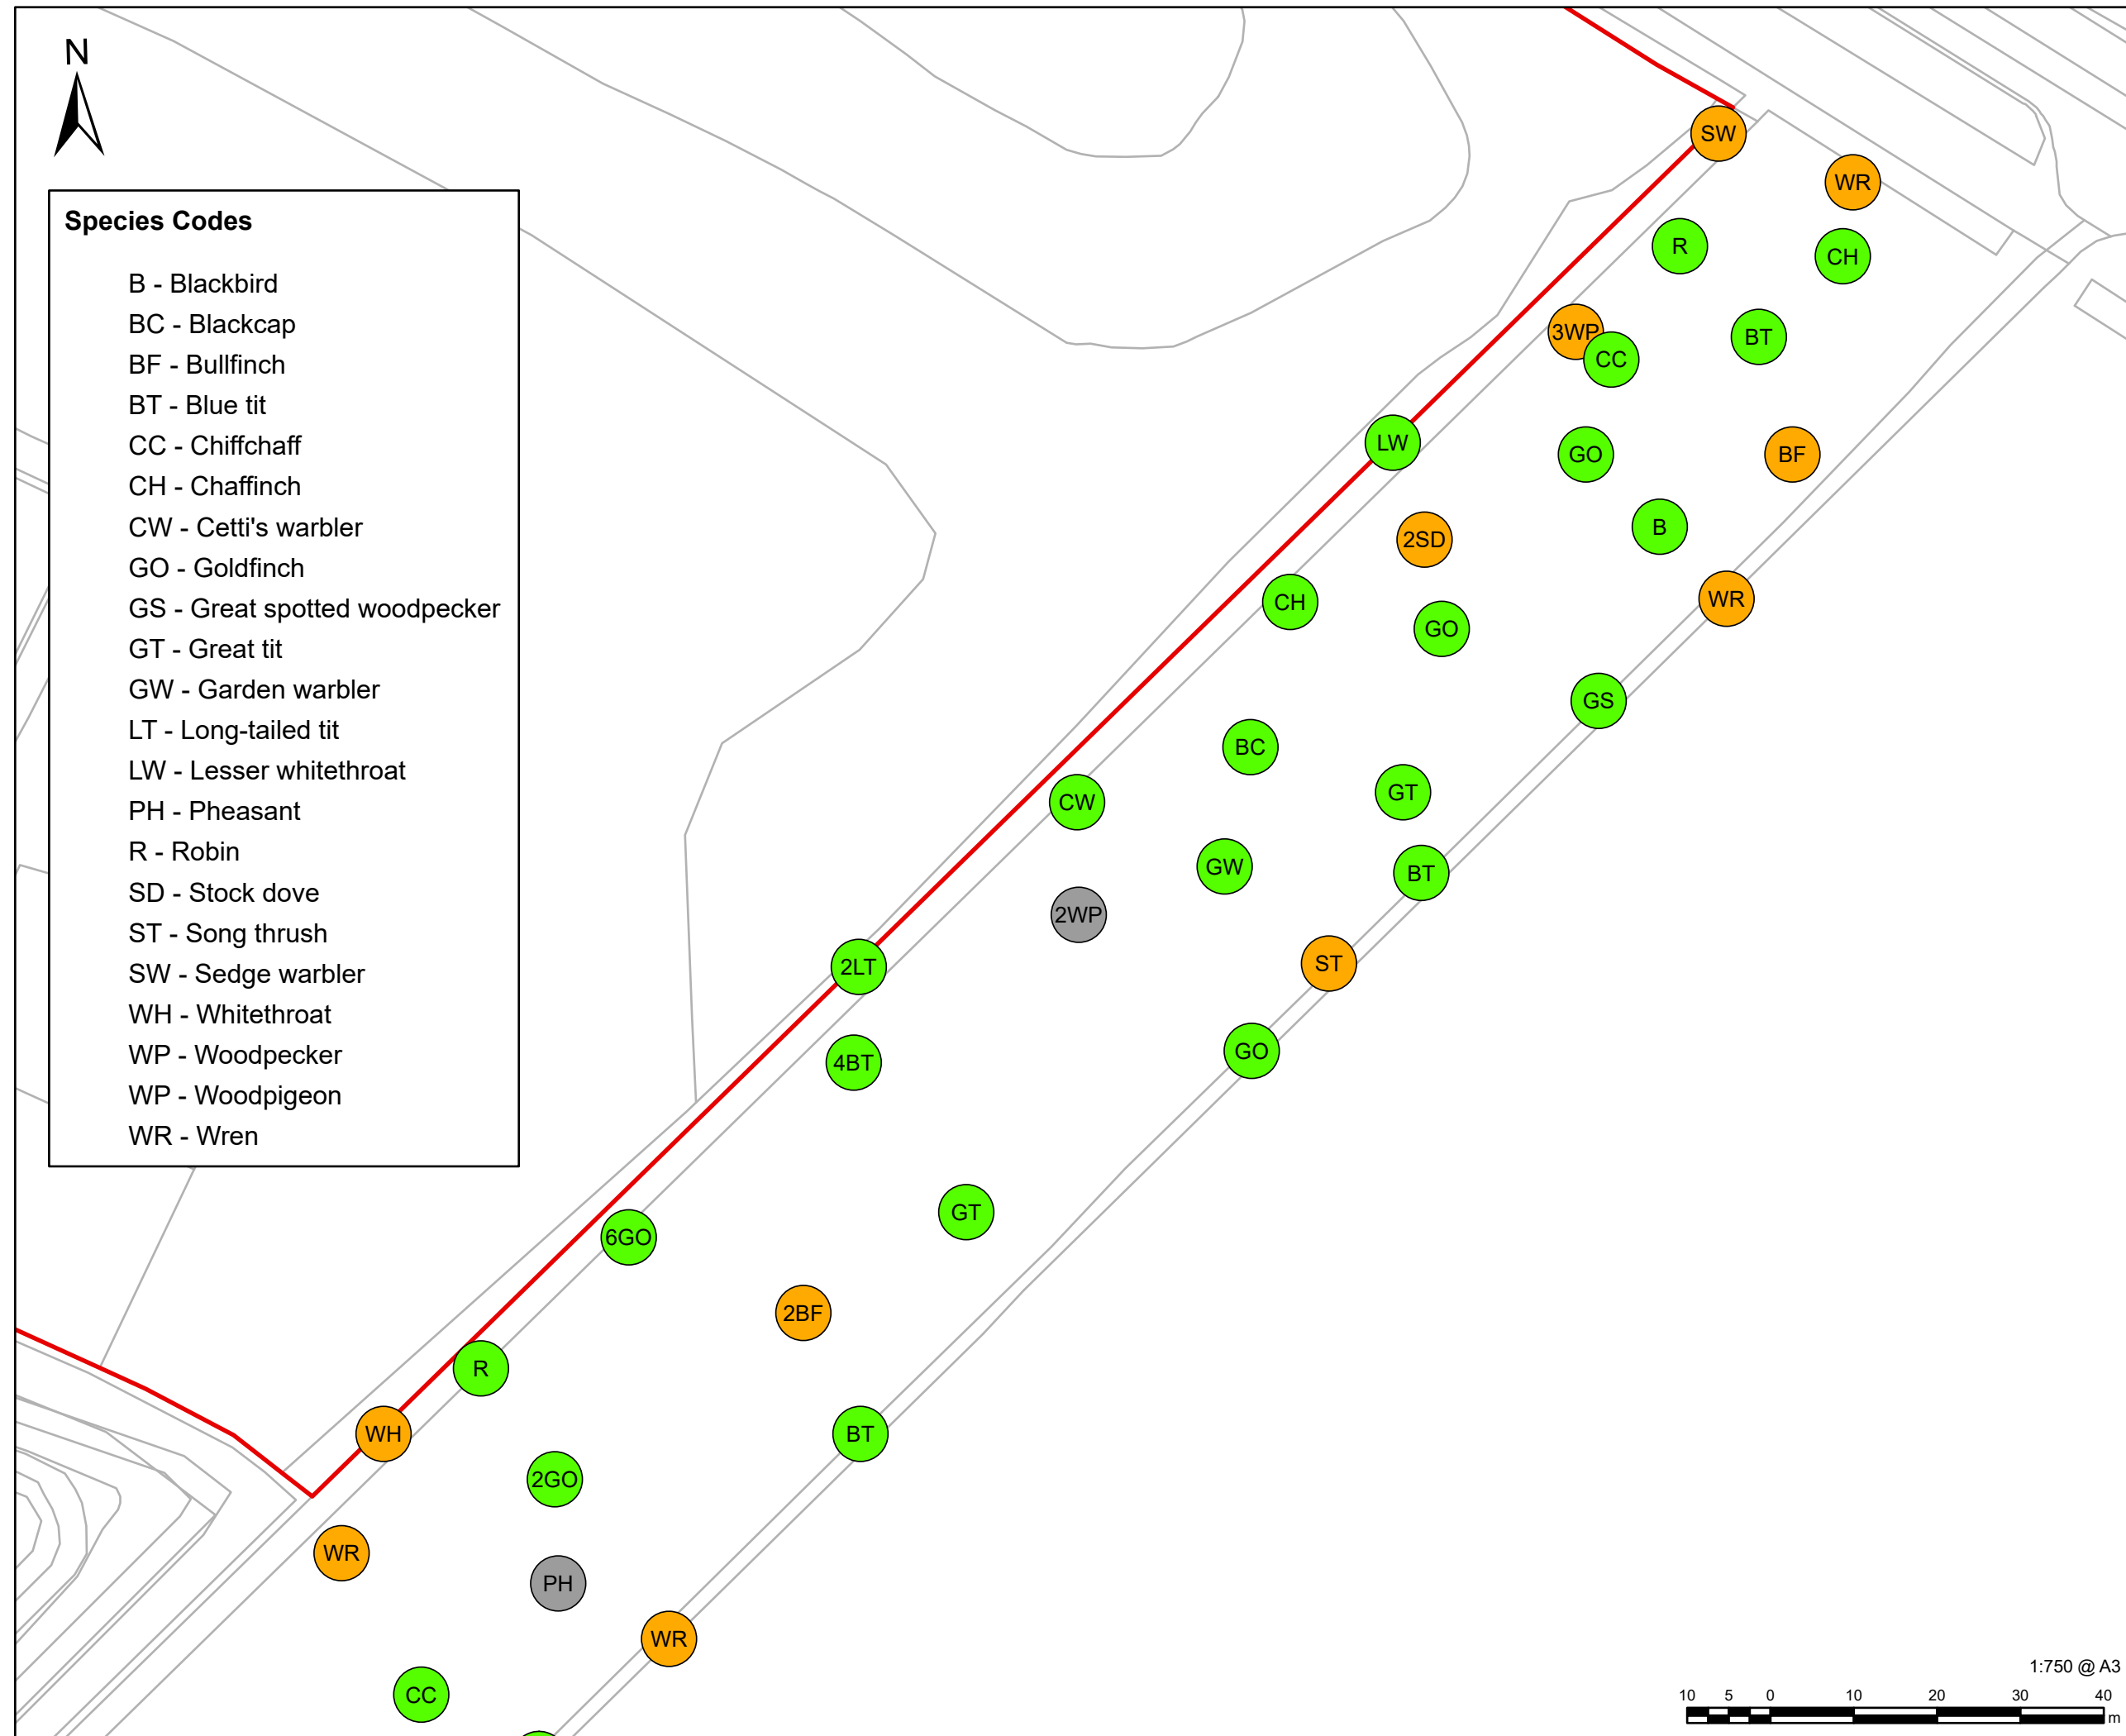 N
Species Codes
B - Blackbird
BC - Blackcap
BF - Bullfinch
BT - Blue tit
CC - Chiffchaff
CH - Chaffinch
CW - Cetti's warbler
GO - Goldfinch
GS - Great spotted woodpecker
GT - Great tit
GW - Garden warbler
LT - Long-tailed tit
LW - Lesser whitethroat
PH - Pheasant
R - Robin
SD - Stock dove
ST - Song thrush
SW - Sedge warbler
WH - Whitethroat
WP - Woodpecker
WP - Woodpigeon
WR - Wren
SW
WR
R
CH
3WP
BT
CC
LW
GO
BF
B
2SD
WR
CH
GO
GS
BC
GT
CW
GW
BT
2WP
ST
2LT
GO
4BT
GT
6GO
2BF
R
WH
BT
2GO
WR
PH
WR
CC
1:750 @ A3
10 5 0 10 20 30 40
m